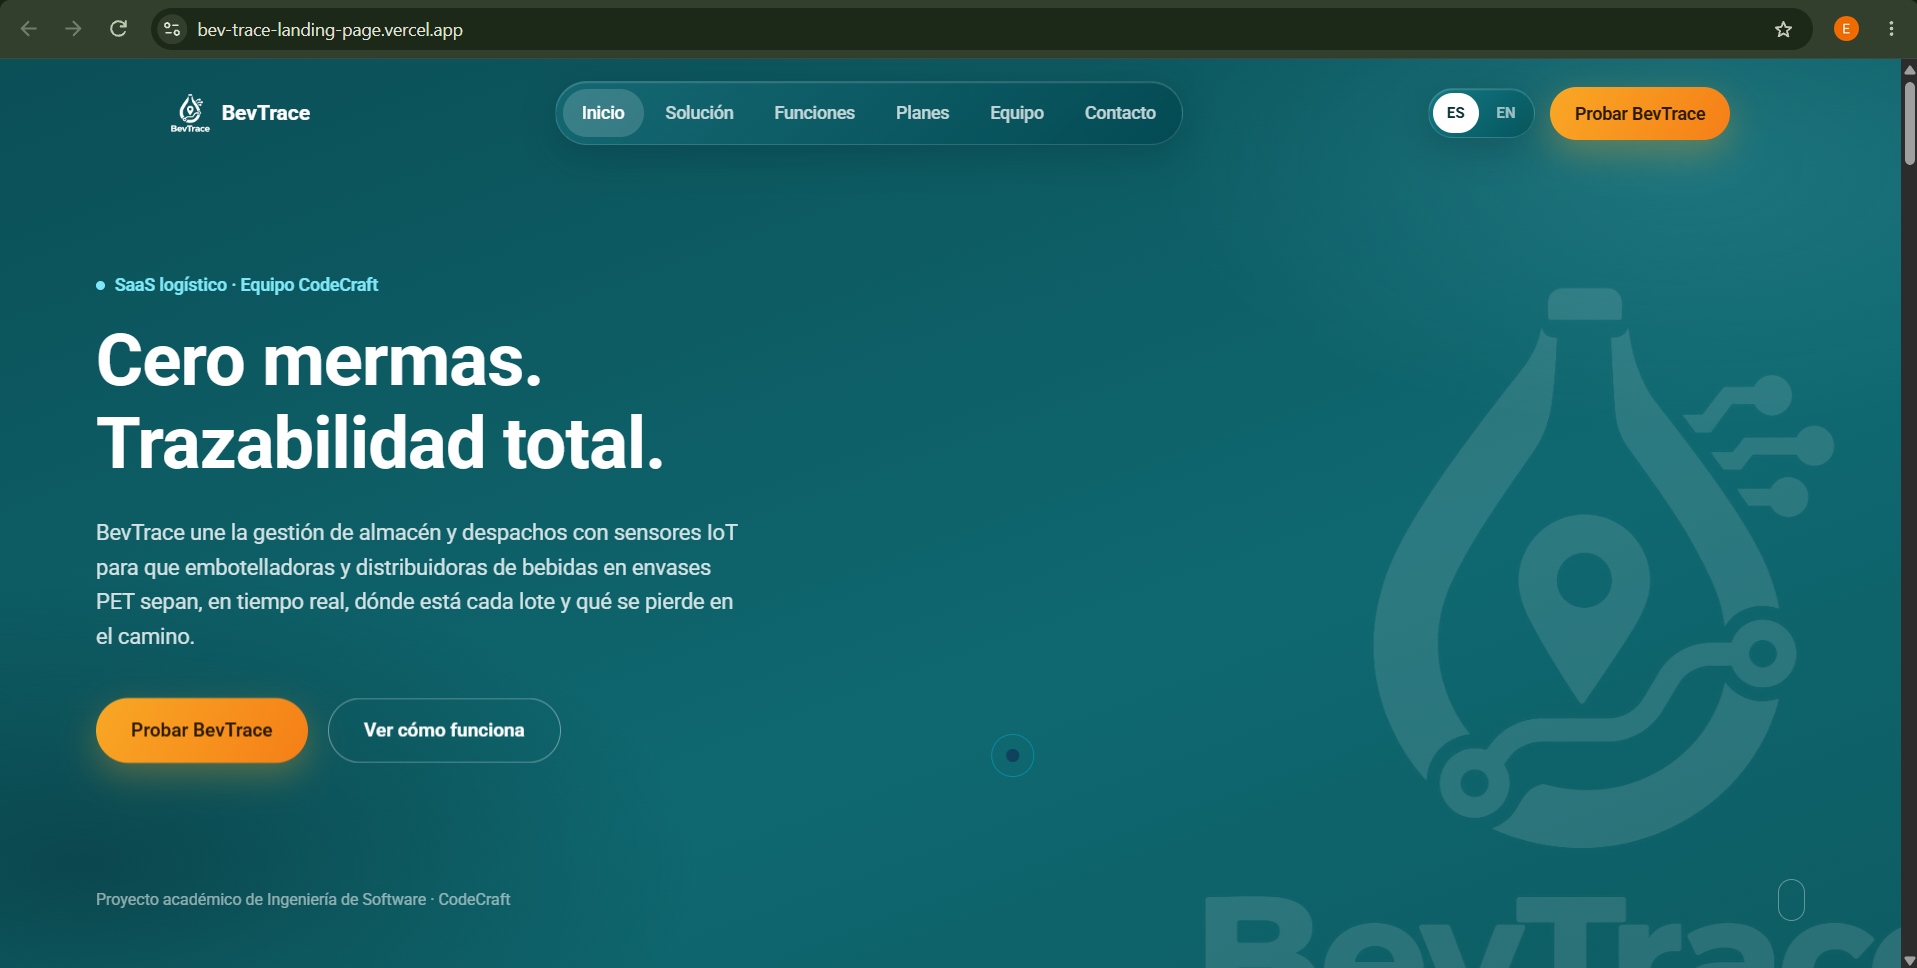 bev-trace-landing-page.vercel.app
E
BevTrace
BevTrace
Inicio
Solución
Funciones
Planes
Equipo
Contacto
ES
EN
Probar BevTrace
SaaS logístico · Equipo CodeCraft
Cero mermas.
Trazabilidad total.
BevTrace une la gestión de almacén y despachos con sensores IoT
para que embotelladoras y distribuidoras de bebidas en envases
PET sepan, en tiempo real, dónde está cada lote y qué se pierde en
el camino.
Probar BevTrace
Ver cómo funciona
Proyecto académico de Ingeniería de Software · CodeCraft
BevTrace